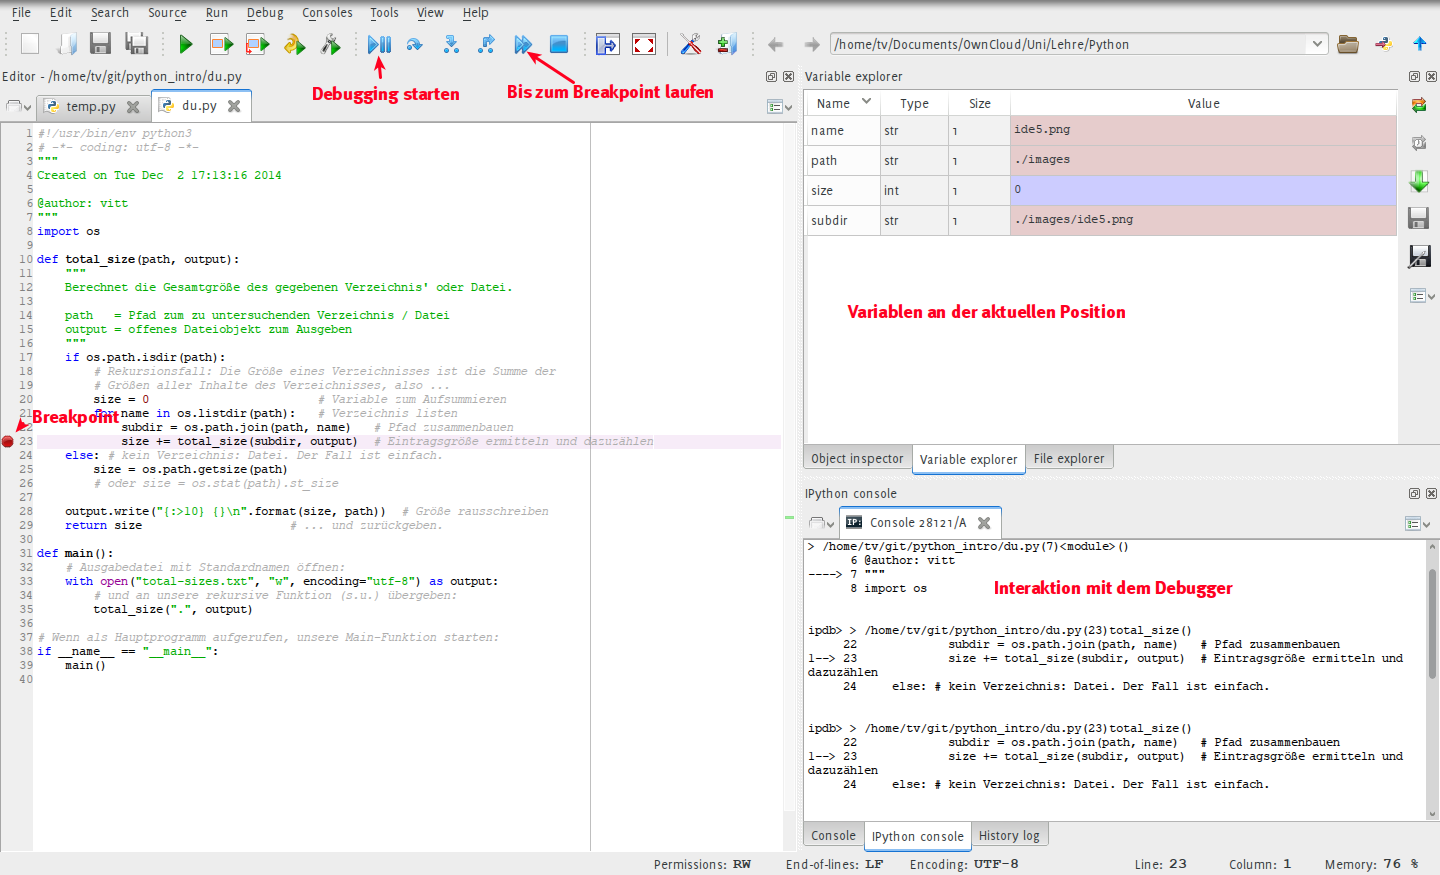 File Edit Search Source Run Debug Consoles Tools View Help
/home/tv/Documents/OwnCloud/Uni/Lehre/Python
Editor - /home/tv/git/python_intro/du.py
Debugging starten
Bis zum Breakpoint laufen
temp.py
du.py
1 #!/usr/bin/env python3
2 # -*- coding: utf-8 -*-
3 """
4 Created on Tue Dec  2 17:13:16 2014
5
6 @author: vitt
7 """
8 import os
9
10 def total_size(path, output):
11     """
12     Berechnet die Gesamtgröße des gegebenen Verzeichnis' oder Datei.
13
14     path   = Pfad zum zu untersuchenden Verzeichnis / Datei
15     output = offenes Dateiobjekt zum Ausgeben
16     """
17     if os.path.isdir(path):
18         # Rekursionsfall: Die Größe eines Verzeichnisses ist die Summe der
19         # Größen aller Inhalte des Verzeichnisses, also ...
20         size = 0                        # Variable zum Aufsummieren
21         for name in os.listdir(path):   # Verzeichnis listen
Breakpoint
22             subdir = os.path.join(path, name)   # Pfad zusammenbauen
23             size += total_size(subdir, output)  # Eintragsgröße ermitteln und dazuzählen
24     else: # kein Verzeichnis: Datei. Der Fall ist einfach.
25         size = os.path.getsize(path)
26         # oder size = os.stat(path).st_size
27
28     output.write("{:>10} {}\n".format(size, path))  # Größe rausschreiben
29     return size                     # ... und zurückgeben.
30
31 def main():
32     # Ausgabedatei mit Standardnamen öffnen:
33     with open("total-sizes.txt", "w", encoding="utf-8") as output:
34         # und an unsere rekursive Funktion (s.u.) übergeben:
35         total_size(".", output)
36
37 # Wenn als Hauptprogramm aufgerufen, unsere Main-Funktion starten:
38 if __name__ == "__main__":
39     main()
40
Variable explorer
Name Type Size Value
name str 1 ide5.png
path str 1 ./images
size int 1 0
subdir str 1 ./images/ide5.png
Variablen an der aktuellen Position
Object inspector Variable explorer File explorer
IPython console
IP: Console 28121/A
> /home/tv/git/python_intro/du.py(7)<module>()
      6 @author: vitt
----> 7 """
      8 import os
Interaktion mit dem Debugger
ipdb> > /home/tv/git/python_intro/du.py(23)total_size()
     22             subdir = os.path.join(path, name)   # Pfad zusammenbauen
1--> 23             size += total_size(subdir, output)  # Eintragsgröße ermitteln und
dazuzählen
     24     else: # kein Verzeichnis: Datei. Der Fall ist einfach.
ipdb> > /home/tv/git/python_intro/du.py(23)total_size()
     22             subdir = os.path.join(path, name)   # Pfad zusammenbauen
1--> 23             size += total_size(subdir, output)  # Eintragsgröße ermitteln und
dazuzählen
     24     else: # kein Verzeichnis: Datei. Der Fall ist einfach.
Console IPython console History log
Permissions: RW End-of-lines: LF Encoding: UTF-8 Line: 23 Column: 1 Memory: 76 %